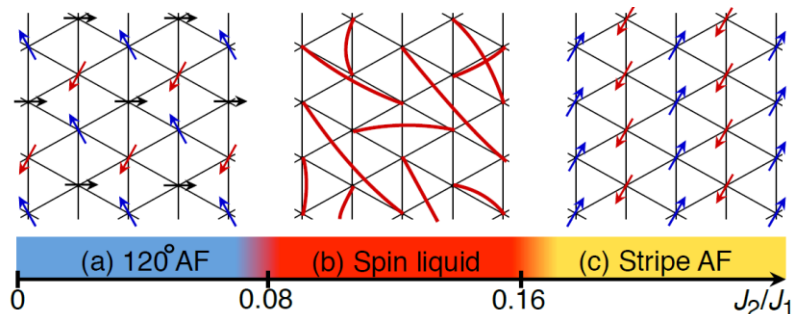 (a) 120°AF (b) Spin liquid (c) Stripe AF
0 0.08 0.16 J₂/J₁